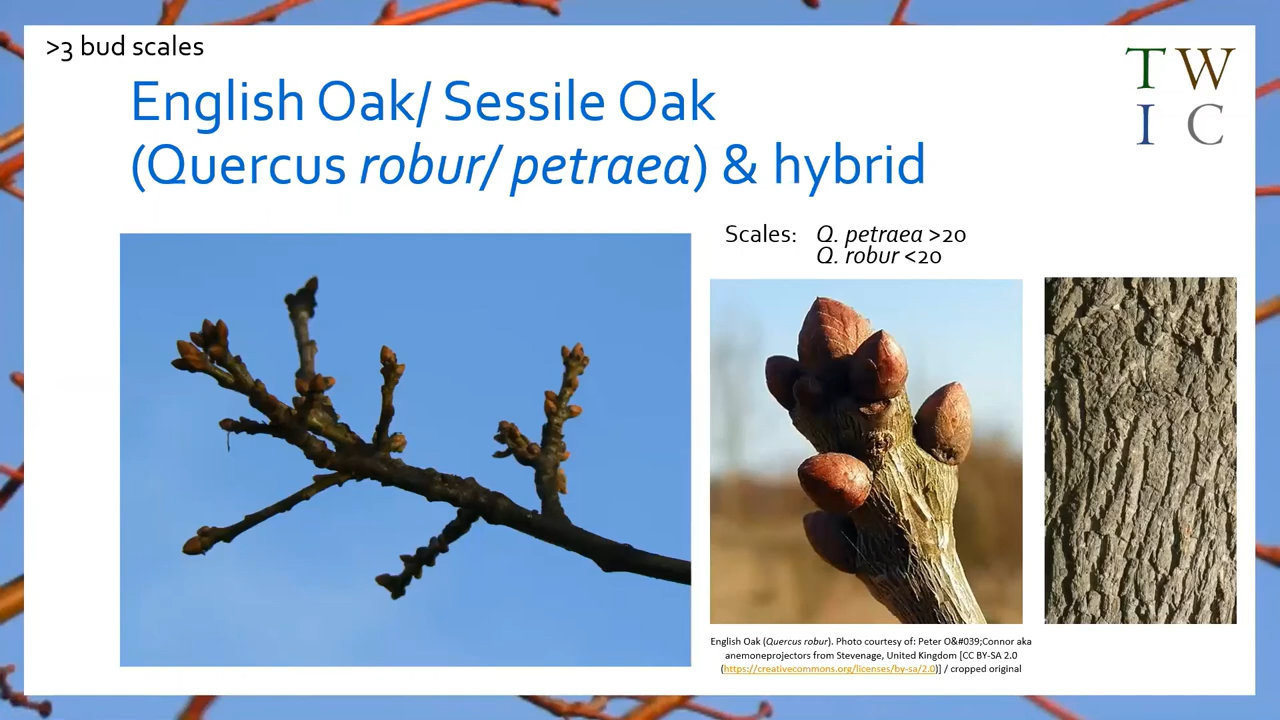 >3 bud scales
T W
I C
English Oak/ Sessile Oak
(Quercus robur/ petraea) & hybrid
Scales: Q. petraea >20
Q. robur <20
English Oak (Quercus robur). Photo courtesy of: Peter O&#039;Connor aka
anemoneprojectors from Stevenage, United Kingdom [CC BY-SA 2.0
(https://creativecommons.org/licenses/by-sa/2.0)] / cropped original